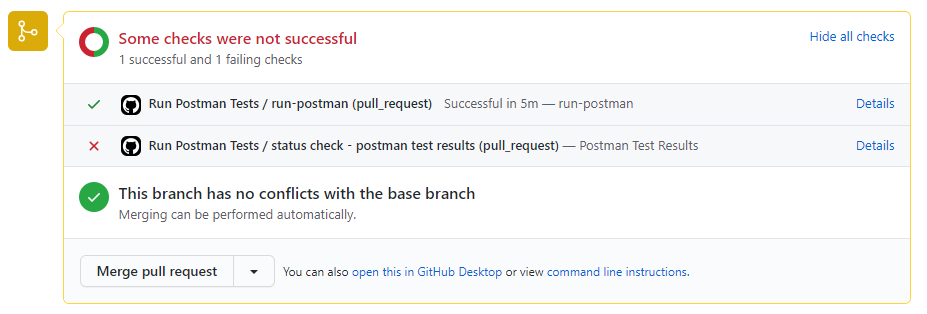 Some checks were not successful
Hide all checks
1 successful and 1 failing checks
Run Postman Tests / run-postman (pull_request) Successful in 5m — run-postman Details
Run Postman Tests / status check - postman test results (pull_request) — Postman Test Results Details
This branch has no conflicts with the base branch
Merging can be performed automatically.
Merge pull request You can also open this in GitHub Desktop or view command line instructions.